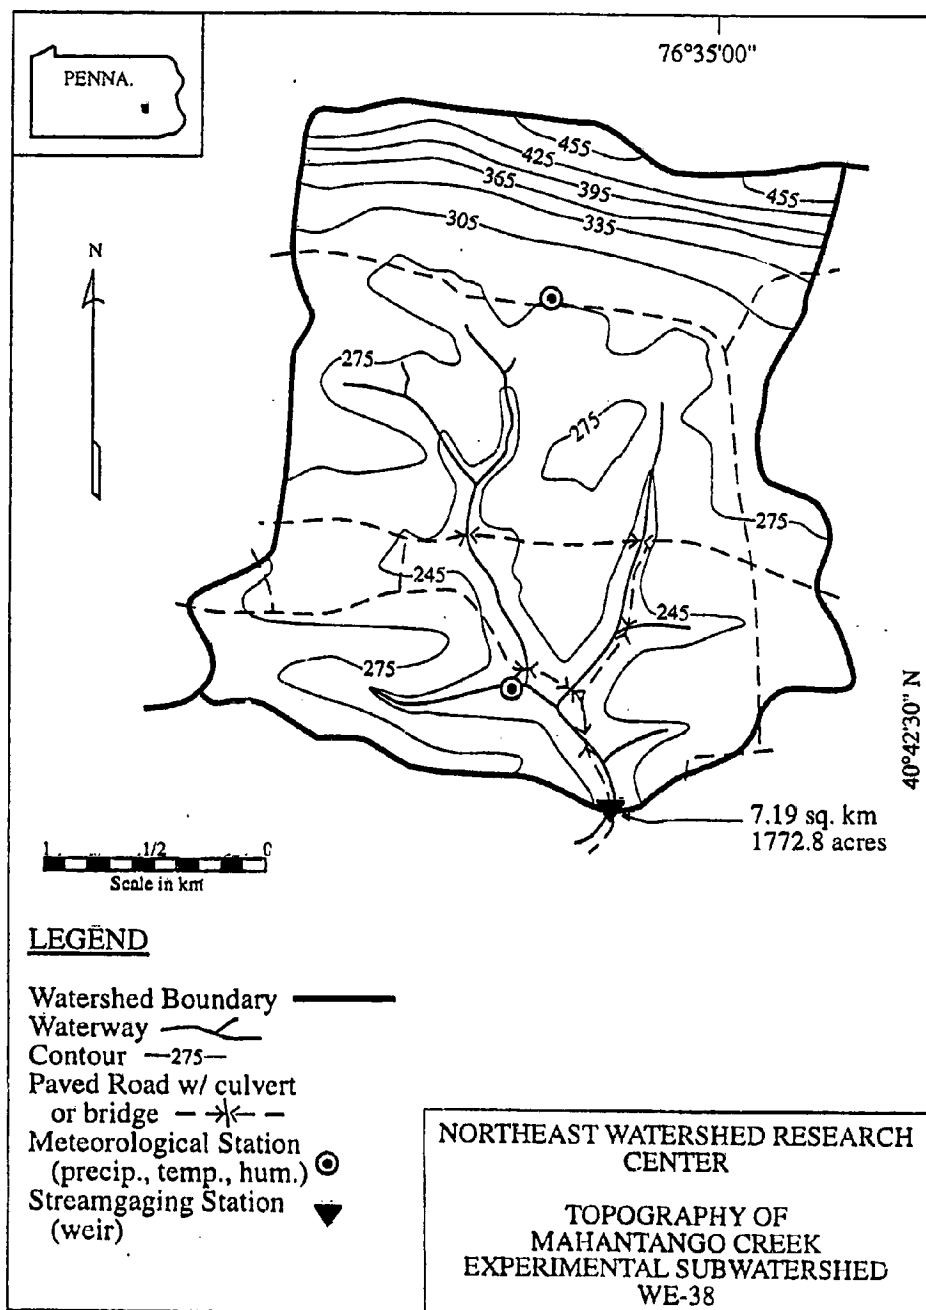 PENNA.
76°35'00"
455
425
395
365
455
335
305
N
275
275
275
245
245
275
40°42'30" N
7.19 sq. km
1772.8 acres
1 1/2 0
Scale in km
LEGEND
Watershed Boundary
Waterway
Contour —275—
Paved Road w/ culvert
or bridge
Meteorological Station
(precip., temp., hum.)
Streamgaging Station
(weir)
NORTHEAST WATERSHED RESEARCH
CENTER
TOPOGRAPHY OF
MAHANTANGO CREEK
EXPERIMENTAL SUBWATERSHED
WE-38